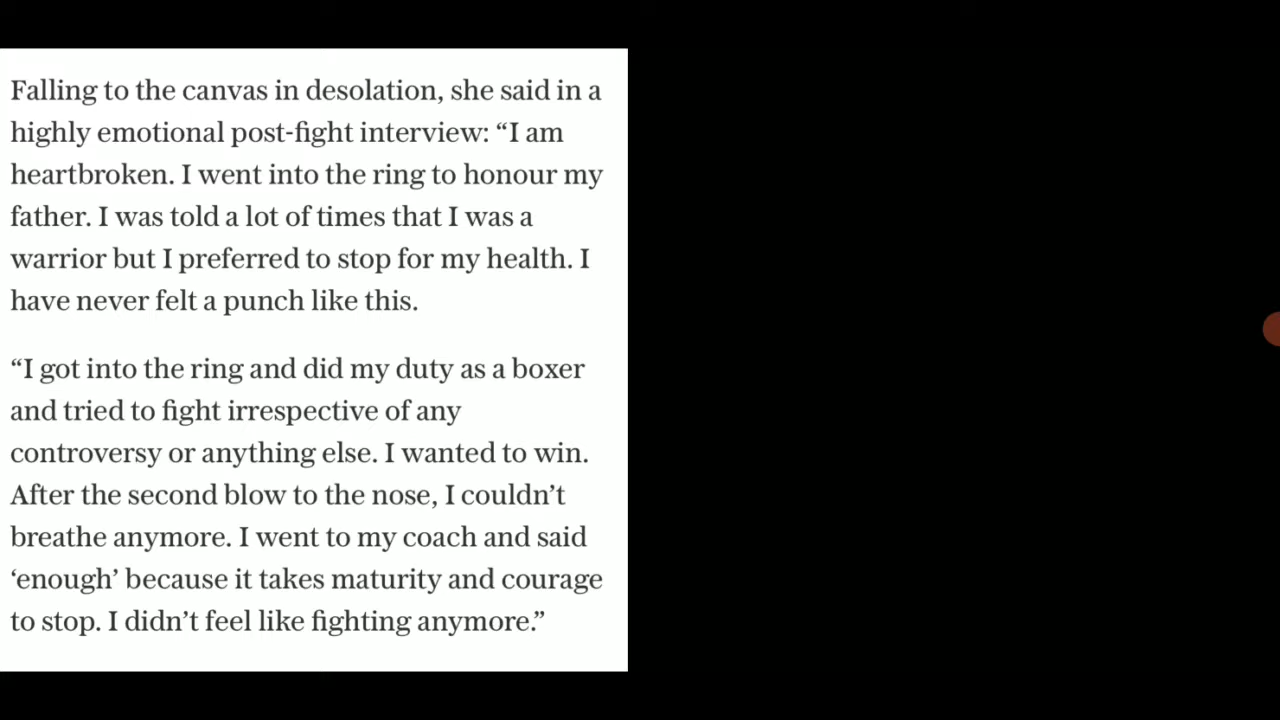 Falling to the canvas in desolation, she said in a
highly emotional post-fight interview: “I am
heartbroken. I went into the ring to honour my
father. I was told a lot of times that I was a
warrior but I preferred to stop for my health. I
have never felt a punch like this.
“I got into the ring and did my duty as a boxer
and tried to fight irrespective of any
controversy or anything else. I wanted to win.
After the second blow to the nose, I couldn’t
breathe anymore. I went to my coach and said
‘enough’ because it takes maturity and courage
to stop. I didn’t feel like fighting anymore.”